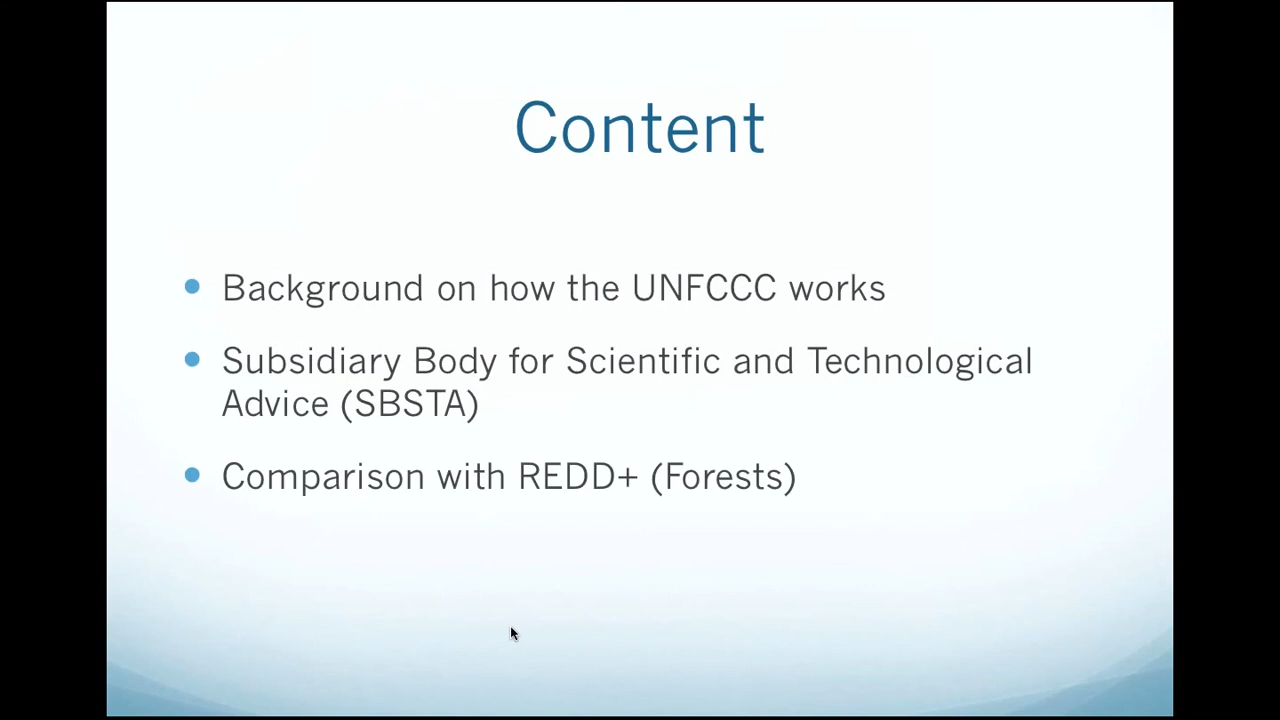 Content
Background on how the UNFCCC works
Subsidiary Body for Scientific and Technological
Advice (SBSTA)
Comparison with REDD+ (Forests)